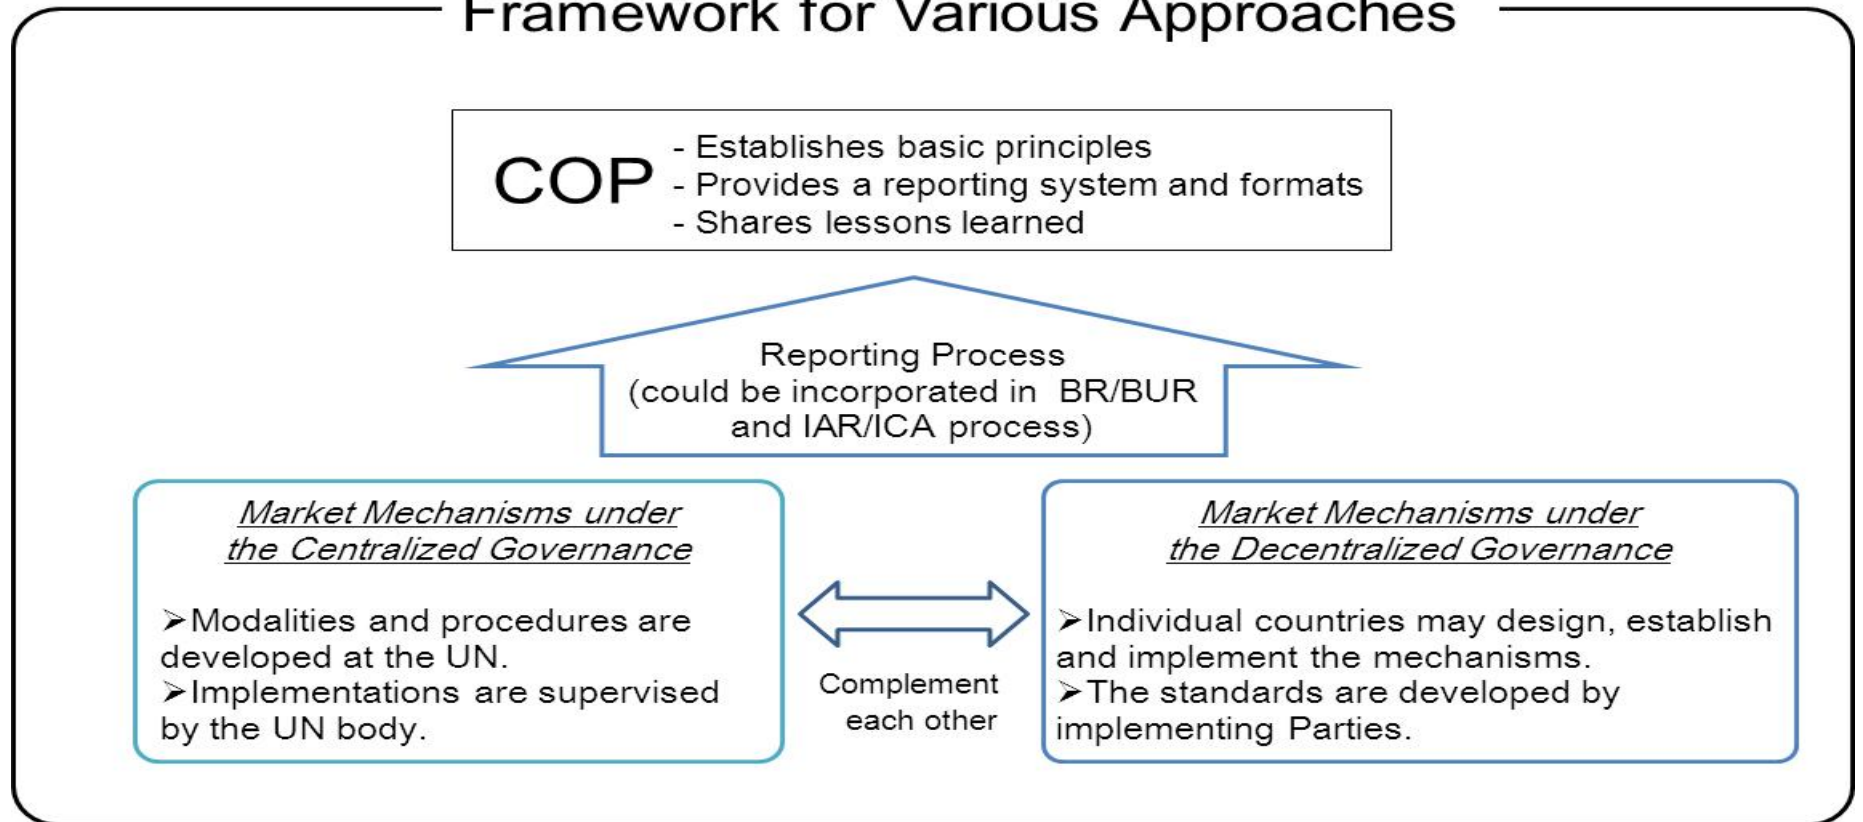 Framework for Various Approaches
COP
- Establishes basic principles
- Provides a reporting system and formats
- Shares lessons learned
Reporting Process
(could be incorporated in BR/BUR
and IAR/ICA process)
Market Mechanisms under
the Centralized Governance
➢Modalities and procedures are
developed at the UN.
➢Implementations are supervised
by the UN body.
Complement
each other
Market Mechanisms under
the Decentralized Governance
➢Individual countries may design, establish
and implement the mechanisms.
➢The standards are developed by
implementing Parties.